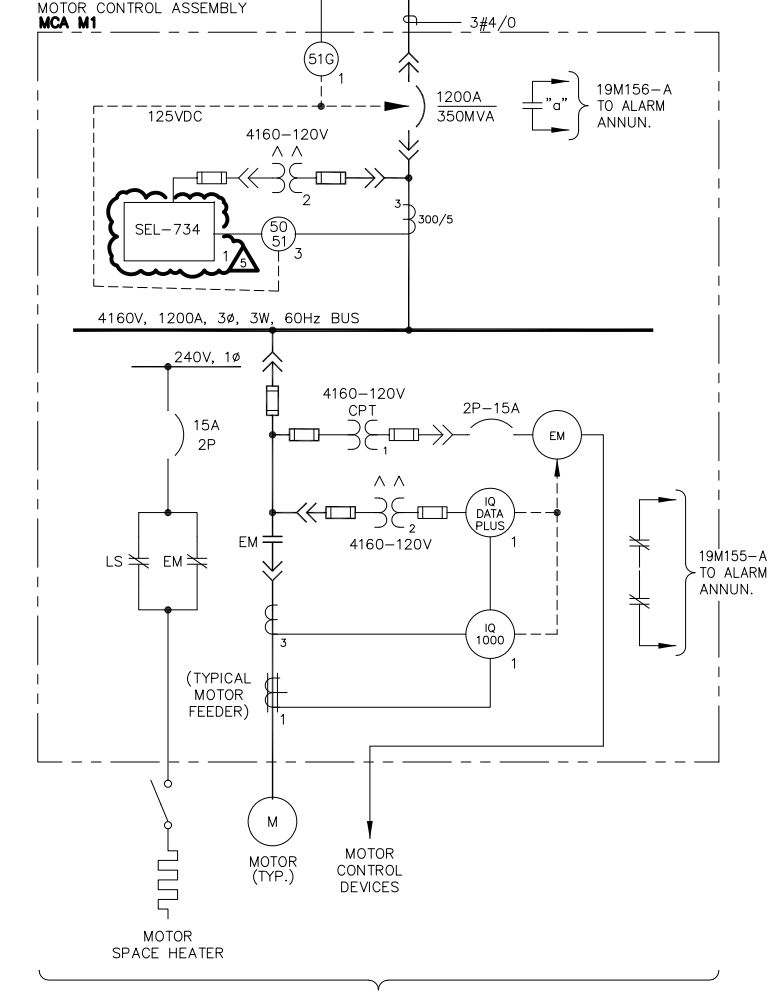 MOTOR CONTROL ASSEMBLY
MCA M1
3#4/0
51G
1
125VDC
1200A
350MVA
"a"
19M156-A
TO ALARM
ANNUN.
4160-120V
2
SEL-734
1
5
50
51
3
3
300/5
4160V, 1200A, 3ø, 3W, 60Hz BUS
240V, 1ø
15A
2P
4160-120V
CPT
1
2P-15A
EM
IQ
DATA
PLUS
1
2
4160-120V
EM
LS
EM
19M155-A
TO ALARM
ANNUN.
3
IQ
1000
1
(TYPICAL
MOTOR
FEEDER)
1
M
MOTOR
(TYP.)
MOTOR
CONTROL
DEVICES
MOTOR
SPACE HEATER